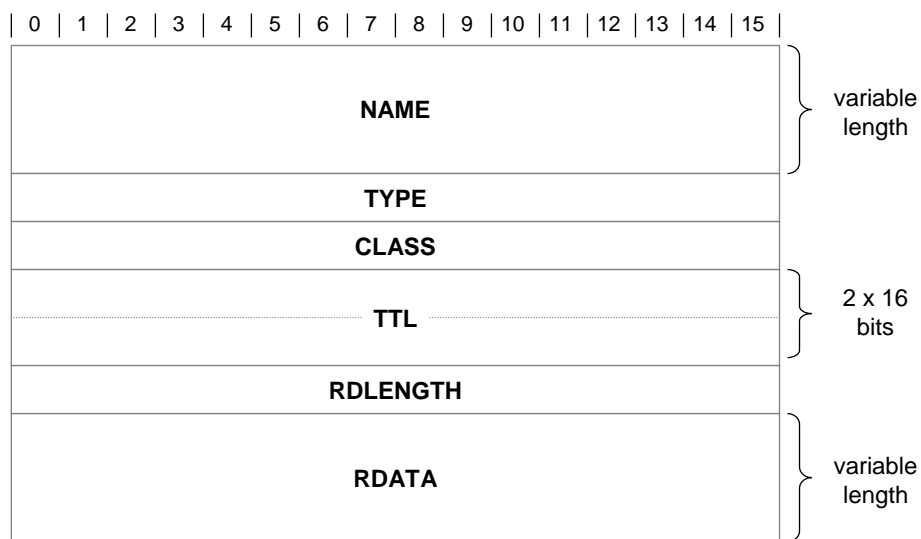 0 1 2 3 4 5 6 7 8 9 10 11 12 13 14 15
NAME
variable
length
TYPE
CLASS
TTL
2 x 16
bits
RDLENGTH
RDATA
variable
length